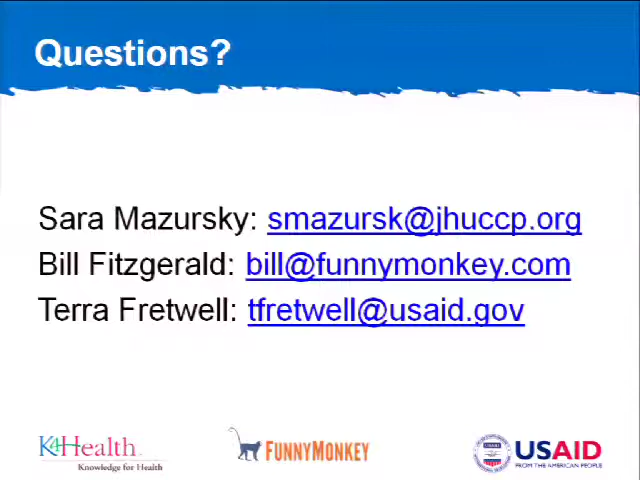 Questions?
Sara Mazursky: smazursk@jhuccp.org
Bill Fitzgerald: bill@funnymonkey.com
Terra Fretwell: tfretwell@usaid.gov
K4Health
Knowledge for Health
FUNNYMONKEY
USAID
FROM THE AMERICAN PEOPLE